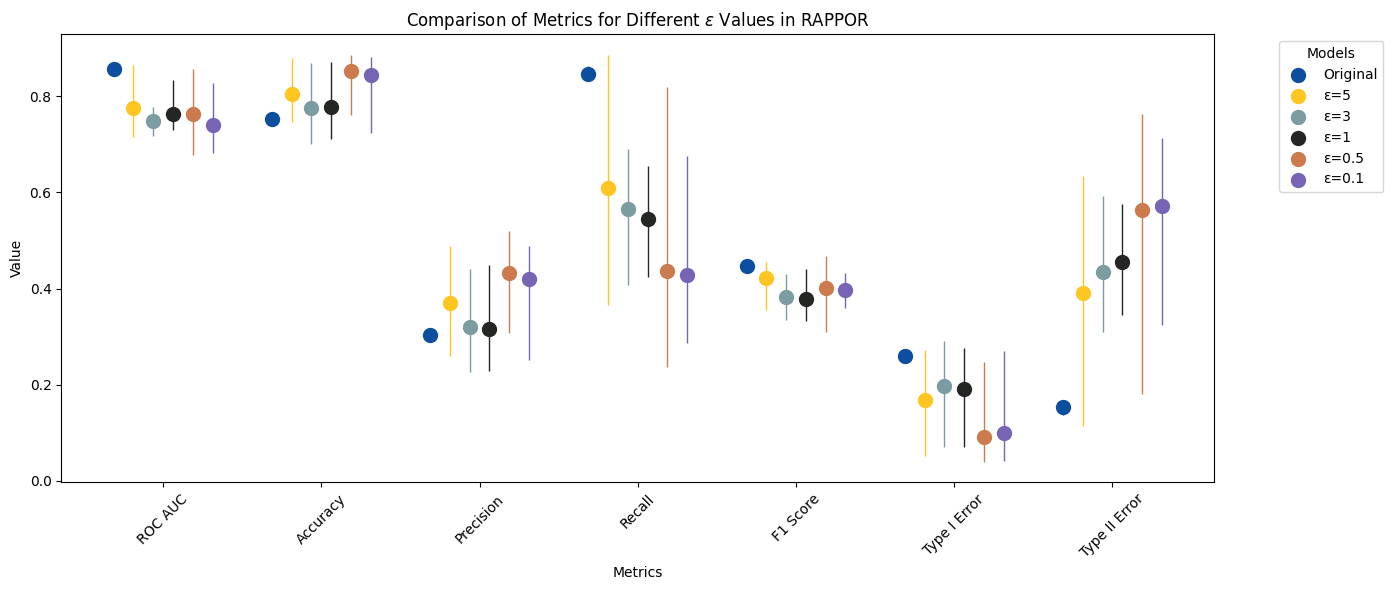 Comparison of Metrics for Different ε Values in RAPPOR
Value
0.8
0.6
0.4
0.2
0.0
ROC AUC
Accuracy
Precision
Recall
F1 Score
Type I Error
Type II Error
Metrics
Models
Original
ε=5
ε=3
ε=1
ε=0.5
ε=0.1